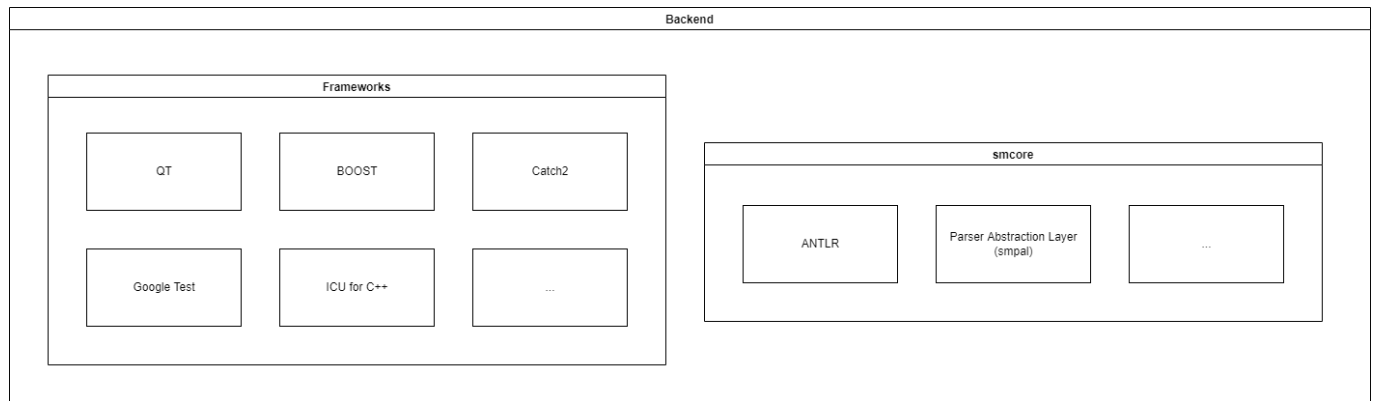 Backend
Frameworks
QT
BOOST
Catch2
Google Test
ICU for C++
...
smcore
ANTLR
Parser Abstraction Layer
(smpal)
...